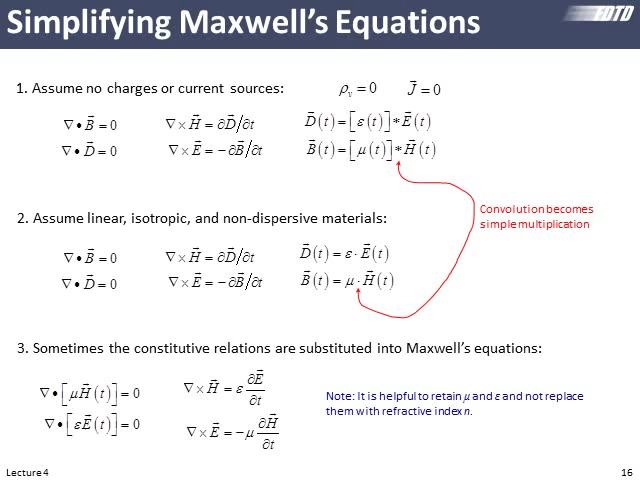 Simplifying Maxwell's Equations
FDTD
1. Assume no charges or current sources: ρᵥ = 0 J⃗ = 0
∇ • B⃗ = 0 ∇ × H⃗ = ∂D⃗/∂t D⃗(t) = [ε(t)] * E⃗(t)
∇ • D⃗ = 0 ∇ × E⃗ = −∂B⃗/∂t B⃗(t) = [μ(t)] * H⃗(t)
Convolution becomes
simple multiplication
2. Assume linear, isotropic, and non-dispersive materials:
∇ • B⃗ = 0 ∇ × H⃗ = ∂D⃗/∂t D⃗(t) = ε · E⃗(t)
∇ • D⃗ = 0 ∇ × E⃗ = −∂B⃗/∂t B⃗(t) = μ · H⃗(t)
3. Sometimes the constitutive relations are substituted into Maxwell's equations:
∇ • [μH⃗(t)] = 0 ∇ × H⃗ = ε ∂E⃗/∂t
∇ • [εE⃗(t)] = 0 ∇ × E⃗ = −μ ∂H⃗/∂t
Note: It is helpful to retain μ and ε and not replace
them with refractive index n.
Lecture 4 16